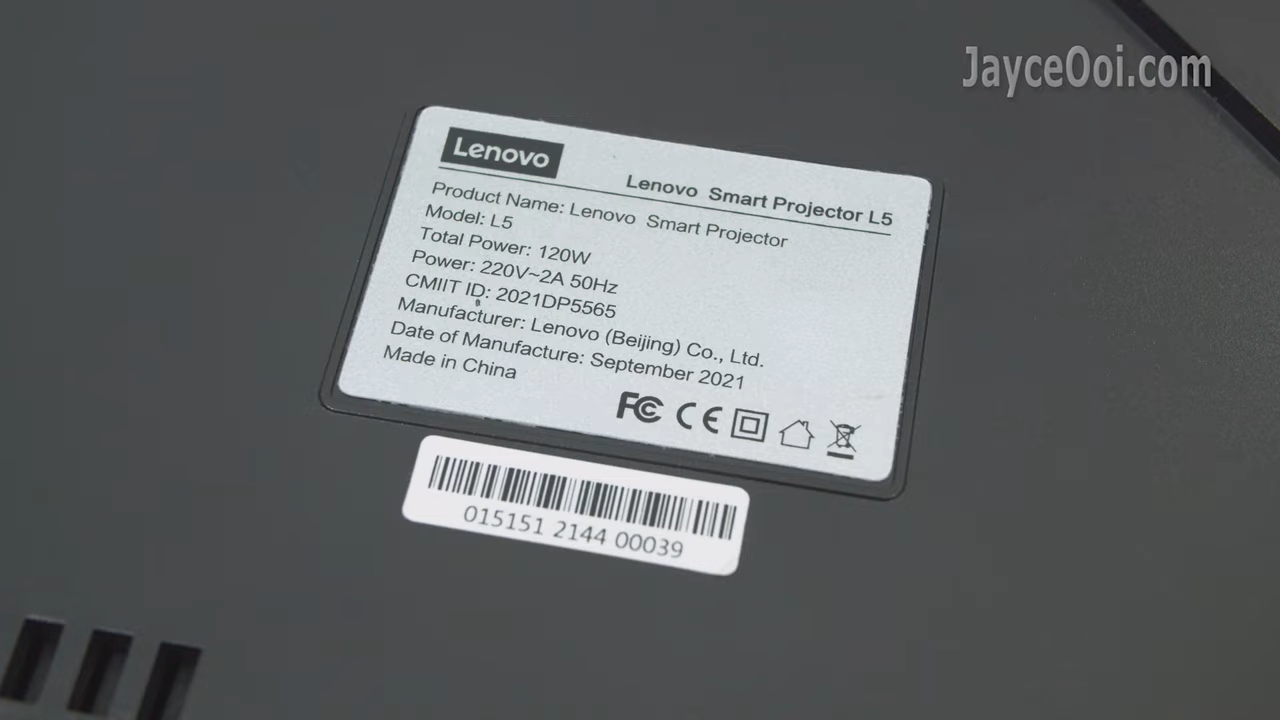 JayceOoi.com
Lenovo
Lenovo Smart Projector L5
Product Name: Lenovo Smart Projector
Model: L5
Total Power: 120W
Power: 220V~2A 50Hz
CMIIT ID: 2021DP5565
Manufacturer: Lenovo (Beijing) Co., Ltd.
Date of Manufacture: September 2021
Made in China
FC CE
015151 2144 00039